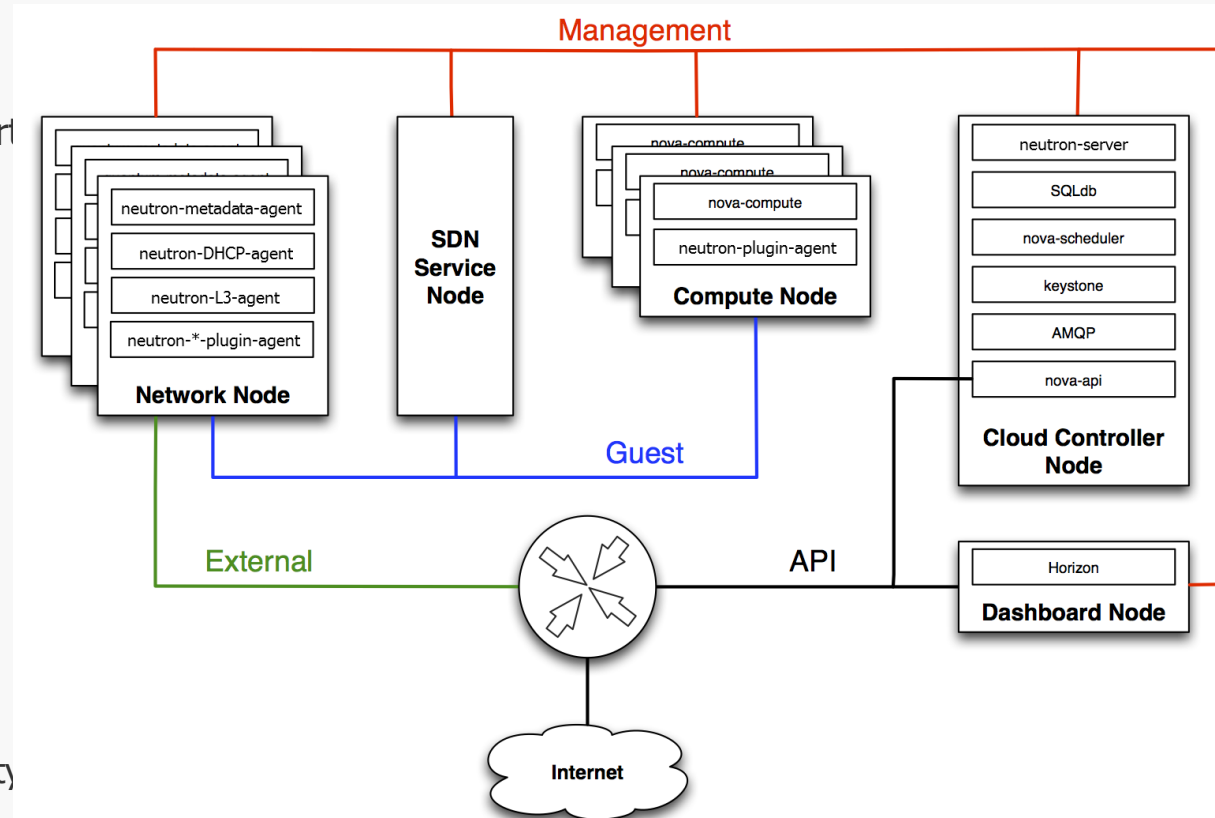 Management
neutron-metadata-agent
neutron-DHCP-agent
neutron-L3-agent
neutron-*-plugin-agent
Network Node
SDN
Service
Node
nova-compute
nova-compute
nova-compute
neutron-plugin-agent
Compute Node
neutron-server
SQLdb
nova-scheduler
keystone
AMQP
nova-api
Cloud Controller
Node
Guest
External
API
Horizon
Dashboard Node
Internet